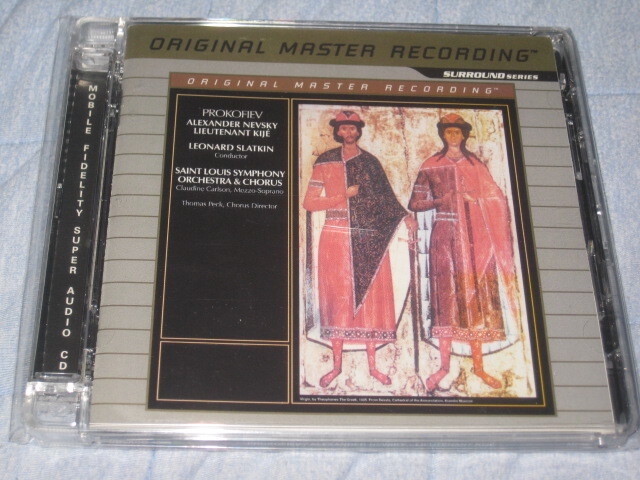 ORIGINAL MASTER RECORDING™
SURROUND SERIES
ORIGINAL MASTER RECORDING™
PROKOFIEV
ALEXANDER NEVSKY
LIEUTENANT KIJÉ
LEONARD SLATKIN
Conductor
SAINT LOUIS SYMPHONY
ORCHESTRA & CHORUS
Claudine Carlson, Mezzo-Soprano
Thomas Peck, Chorus Director
MOBILE FIDELITY SUPER AUDIO CD